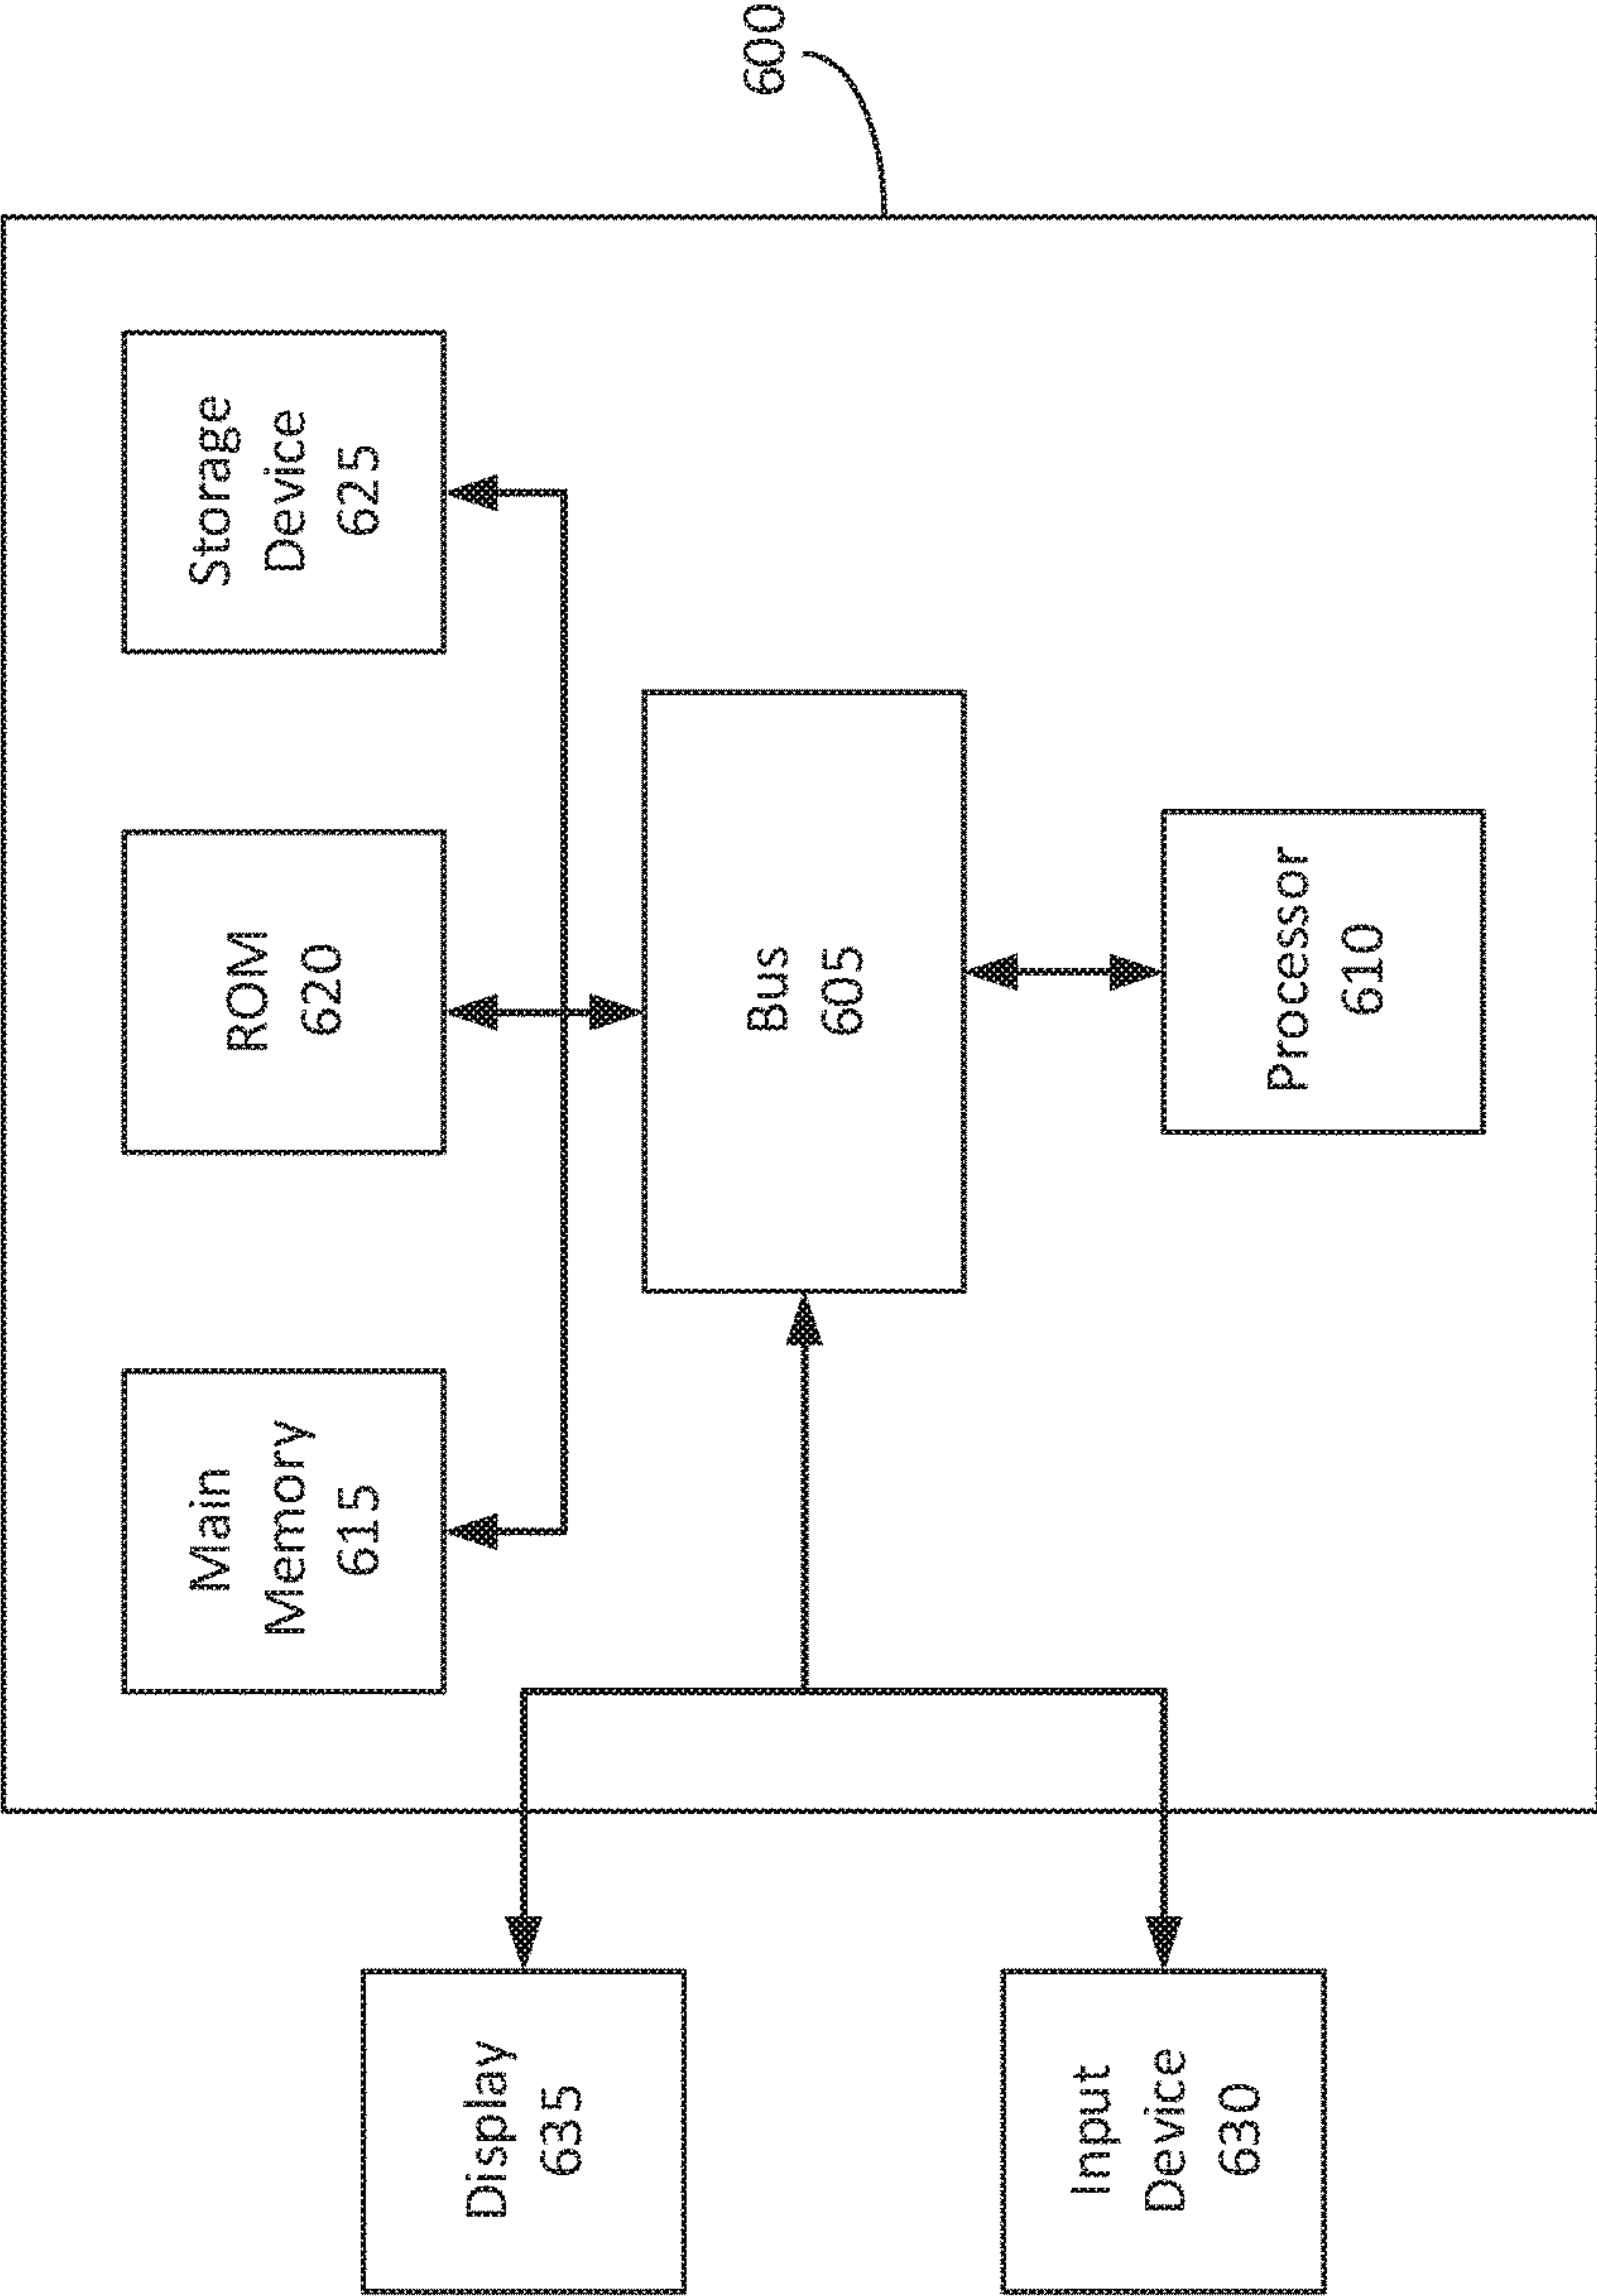 600
Main
Memory
615
ROM
620
Storage
Device
625
Display
635
Bus
605
Input
Device
630
Processor
610